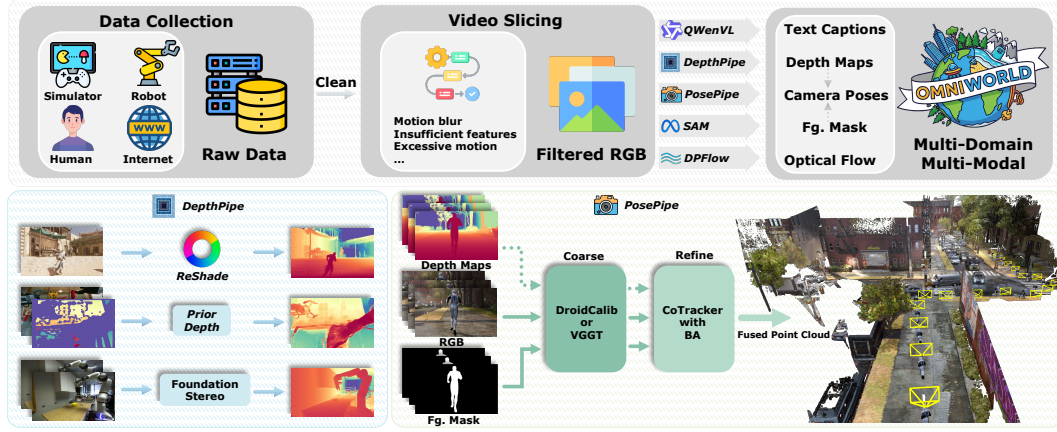 Data Collection
Simulator
Robot
WWW
Human
Internet
Raw Data
Clean
Video Slicing
Motion blur
Insufficient features
Excessive motion
...
Filtered RGB
QWenVL
DepthPipe
PosePipe
SAM
DPFlow
Text Captions
Depth Maps
Camera Poses
Fg. Mask
Optical Flow
OMNIWORLD
Multi-Domain
Multi-Modal
DepthPipe
ReShade
Prior
Depth
Foundation
Stereo
PosePipe
Depth Maps
RGB
Fg. Mask
Coarse
DroidCalib
or
VGGT
Refine
CoTracker
with
BA
Fused Point Cloud